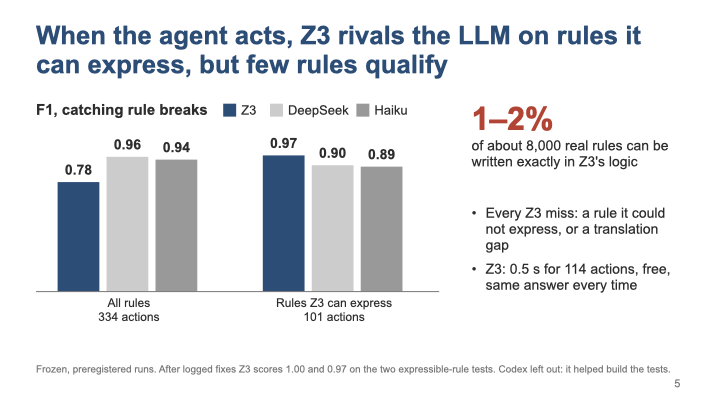 When the agent acts, Z3 rivals the LLM on rules it
can express, but few rules qualify
F1, catching rule breaks
Z3
DeepSeek
Haiku
0.78
0.96
0.94
0.97
0.90
0.89
All rules
334 actions
Rules Z3 can express
101 actions
1–2%
of about 8,000 real rules can be
written exactly in Z3's logic
• Every Z3 miss: a rule it could
not express, or a translation
gap
• Z3: 0.5 s for 114 actions, free,
same answer every time
Frozen, preregistered runs. After logged fixes Z3 scores 1.00 and 0.97 on the two expressible-rule tests. Codex left out: it helped build the tests.
5